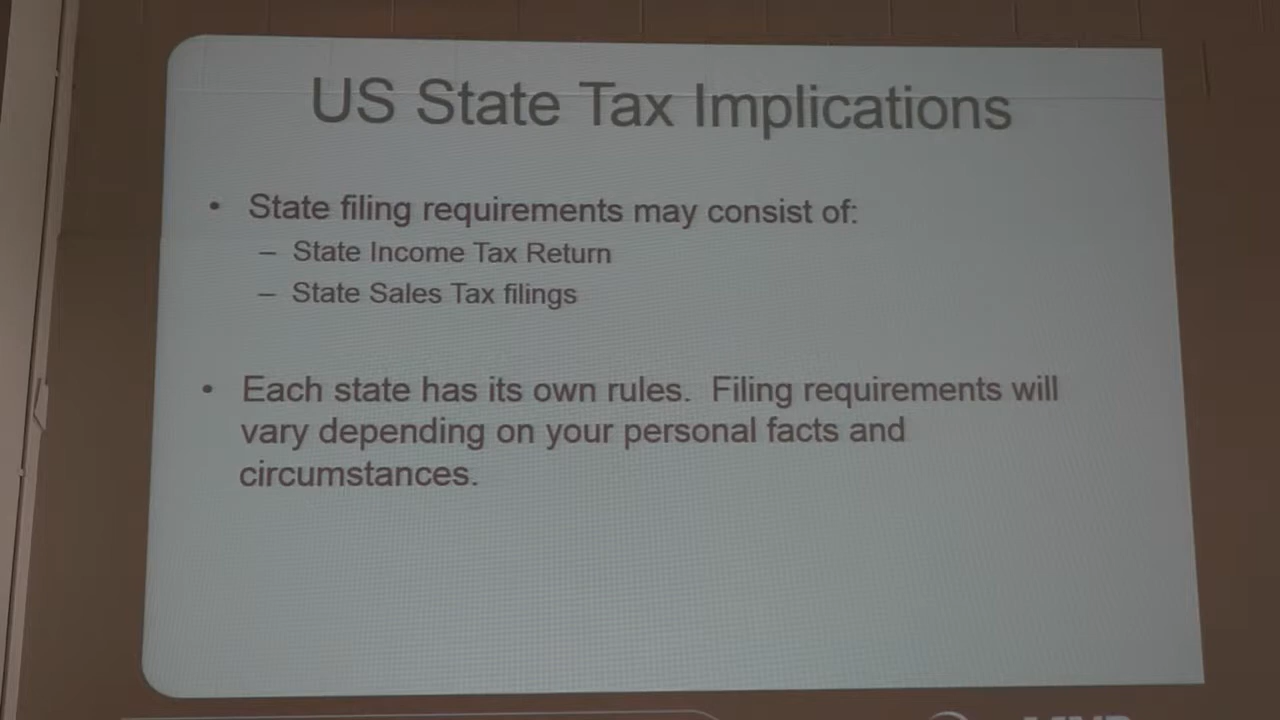 US State Tax Implications
• State filing requirements may consist of:
– State Income Tax Return
– State Sales Tax filings
• Each state has its own rules. Filing requirements will
vary depending on your personal facts and
circumstances.